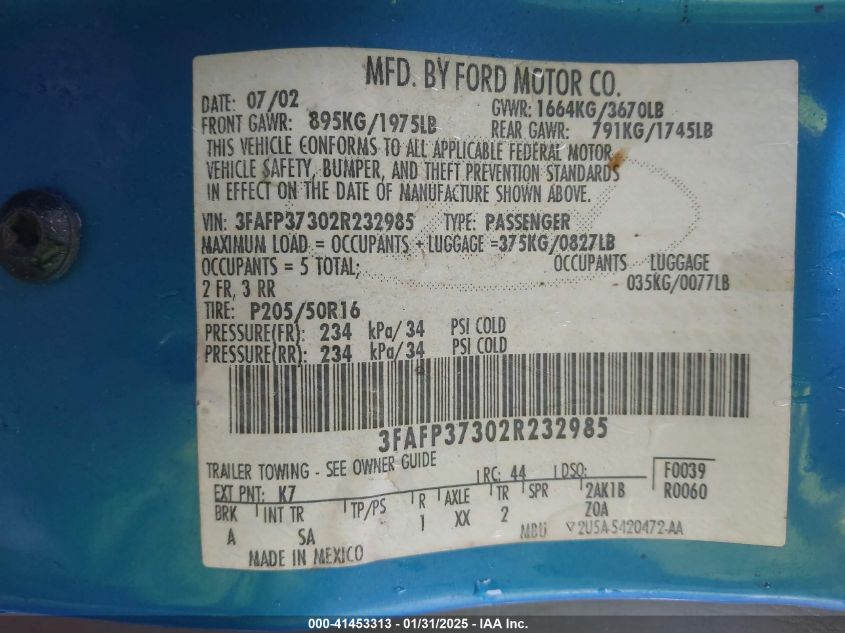 MFD. BY FORD MOTOR CO.
DATE: 07/02 GVWR: 1664KG/3670LB
FRONT GAWR: 895KG/1975LB REAR GAWR: 791KG/1745LB
THIS VEHICLE CONFORMS TO ALL APPLICABLE FEDERAL MOTOR
VEHICLE SAFETY, BUMPER, AND THEFT PREVENTION STANDARDS
IN EFFECT ON THE DATE OF MANUFACTURE SHOWN ABOVE.
VIN: 3FAFP37302R232985 TYPE: PASSENGER
MAXIMUM LOAD = OCCUPANTS + LUGGAGE =375KG/0827LB
OCCUPANTS = 5 TOTAL; OCCUPANTS LUGGAGE
2 FR, 3 RR 035KG/0077LB
TIRE: P205/50R16
PRESSURE(FR): 234 kPa/34 PSI COLD
PRESSURE(RR): 234 kPa/34 PSI COLD
3FAFP37302R232985
TRAILER TOWING - SEE OWNER GUIDE
RC: 44 DSO: F0039
EXT PNT: K7 2AK1B R0060
BRK INT TR TP/PS R AXLE TR SPR Z0A
A SA 1 XX 2
MBU 2U5A-5420472-AA
MADE IN MEXICO
000-41453313 - 01/31/2025 - IAA Inc.